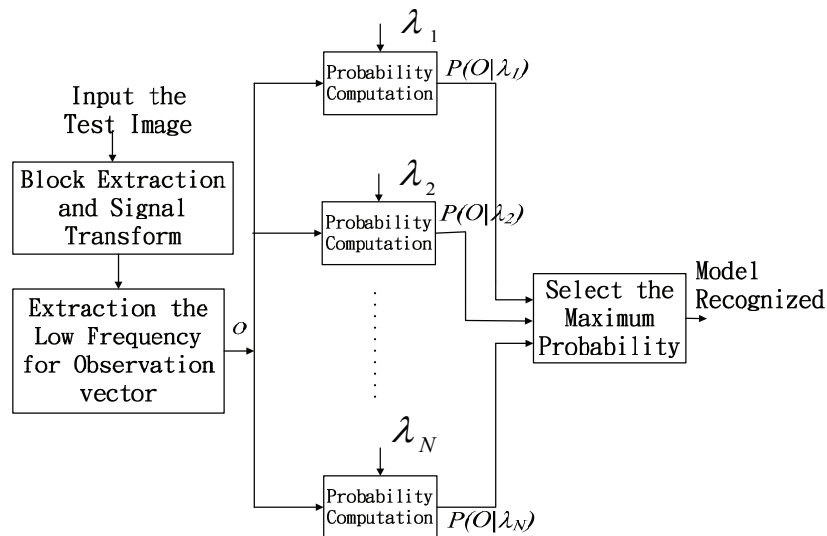 Input the
Test Image
Block Extraction
and Signal
Transform
Extraction the
Low Frequency
for Observation
vector
O
λ1
Probability
Computation
P(O|λ1)
λ2
Probability
Computation
P(O|λ2)
λN
Probability
Computation
P(O|λN)
Select the
Maximum
Probability
Model
Recognized